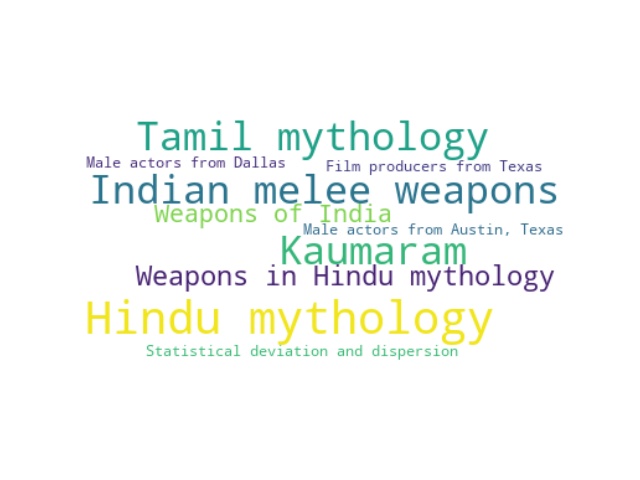 Tamil mythology
Male actors from Dallas
Film producers from Texas
Indian melee weapons
Weapons of India
Male actors from Austin, Texas
Kaumaram
Weapons in Hindu mythology
Hindu mythology
Statistical deviation and dispersion